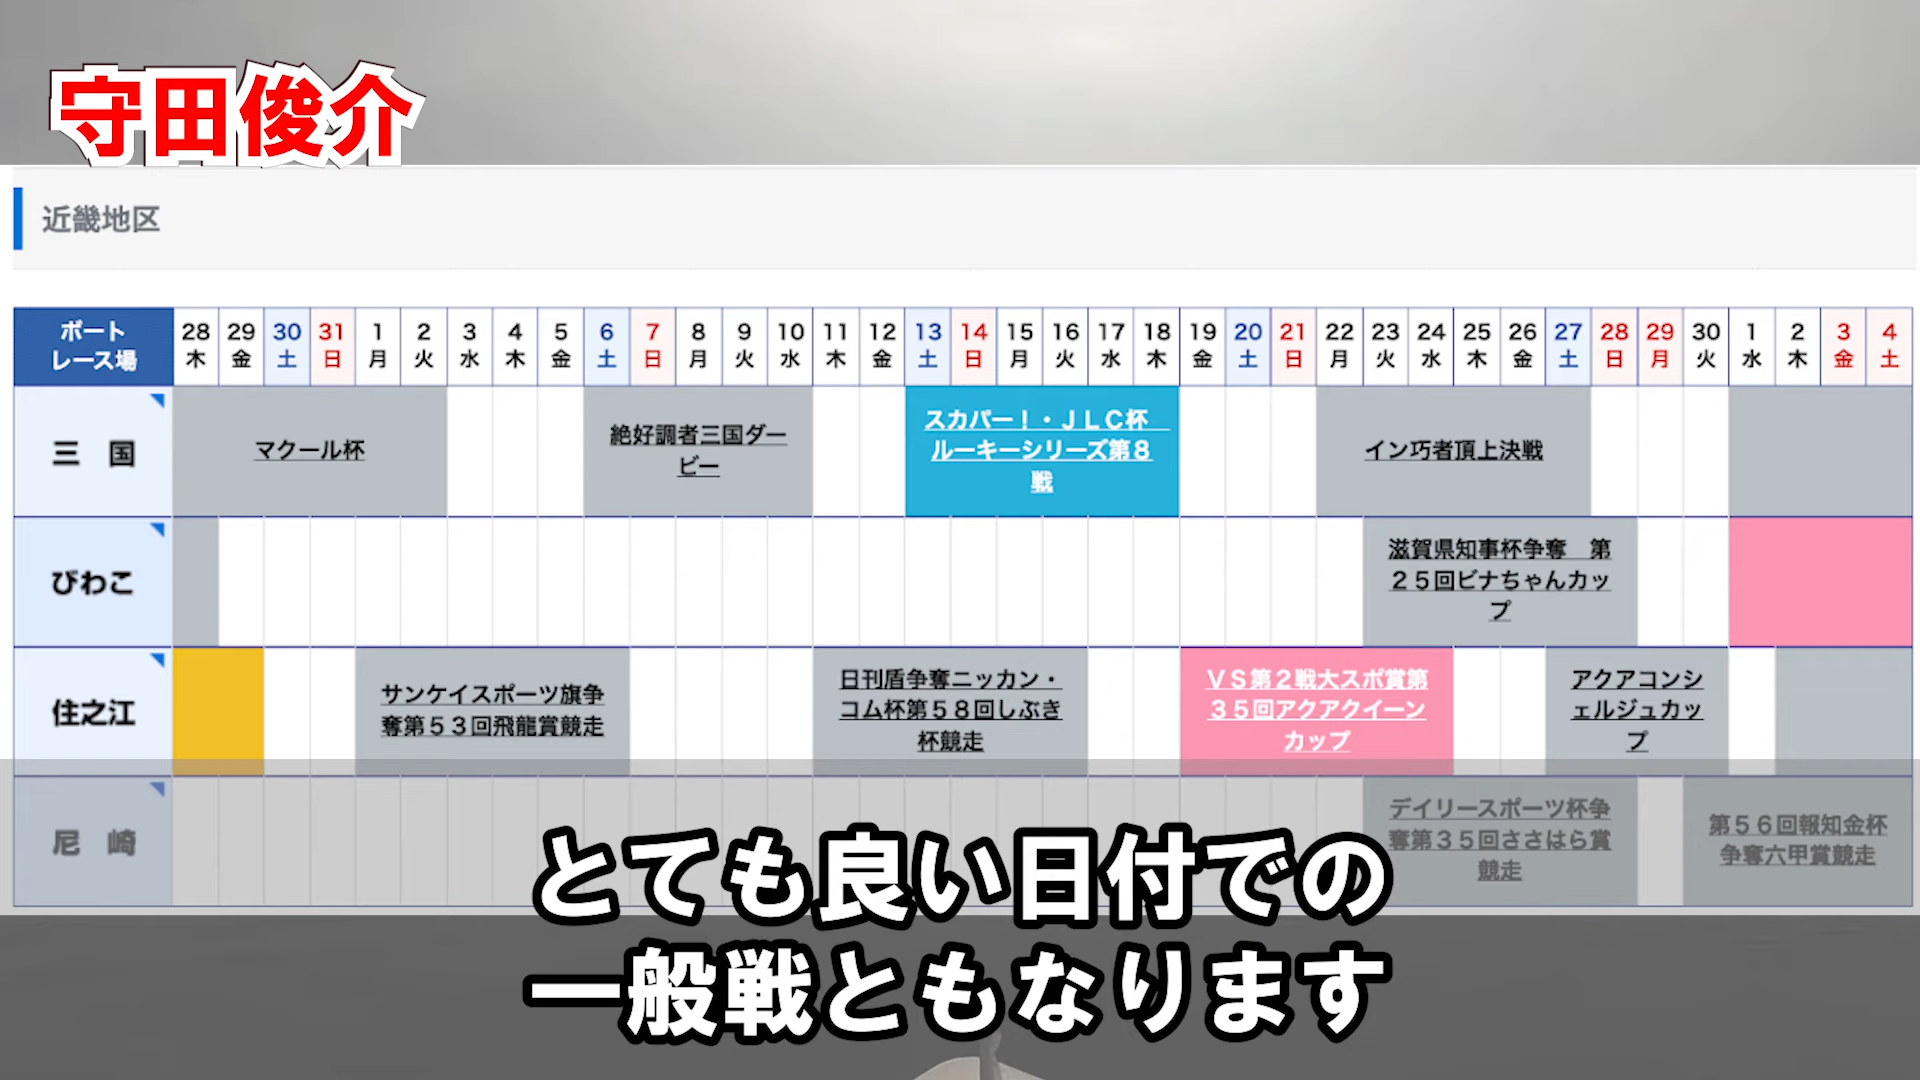 守田俊介
近畿地区
ボート
レース場
28 29 30 31 1 2 3 4 5 6 7 8 9 10 11 12 13 14 15 16 17 18 19 20 21 22 23 24 25 26 27 28 29 30 1 2 3 4
木 金 土 日 月 火 水 木 金 土 日 月 火 水 木 金 土 日 月 火 水 木 金 土 日 月 火 水 木 金 土 日 月 火 水 木 金 土
三国
マクール杯
絶好調者三国ダー
ビー
スカパー！・ＪＬＣ杯
ルーキーシリーズ第８
戦
イン巧者頂上決戦
びわこ
滋賀県知事杯争奪　第
２５回ビナちゃんカッ
プ
住之江
サンケイスポーツ旗争
奪第５３回飛龍賞競走
日刊盾争奪ニッカン・
コム杯第５８回しぶき
杯競走
ＶＳ第２戦大スポ賞第
３５回アクアクイーン
カップ
アクアコンシ
ェルジュカッ
プ
尼崎
デイリースポーツ杯争
奪第３５回ささはら賞
競走
第５６回報知金杯
争奪六甲賞競走
とても良い日付での
一般戦ともなります